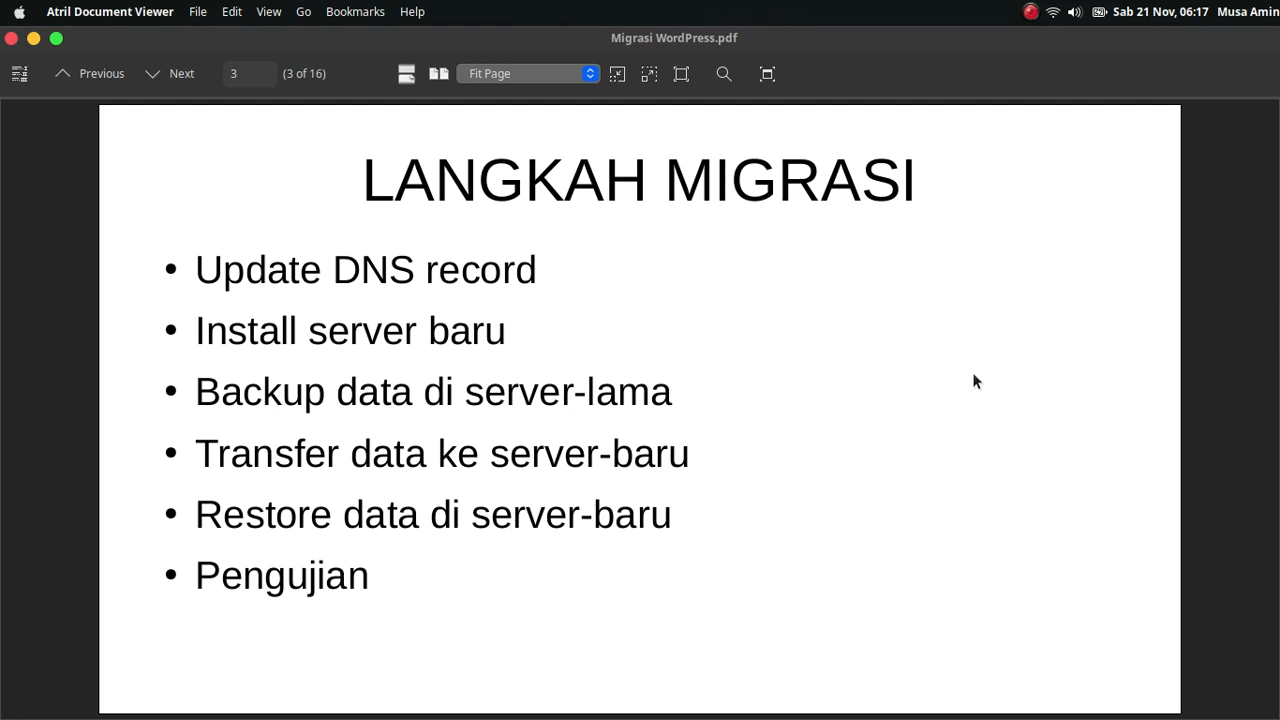 Atril Document Viewer File Edit View Go Bookmarks Help Sab 21 Nov, 06:17 Musa Amin
Migrasi WordPress.pdf
Previous Next 3 (3 of 16) Fit Page
LANGKAH MIGRASI
• Update DNS record
• Install server baru
• Backup data di server-lama
• Transfer data ke server-baru
• Restore data di server-baru
• Pengujian